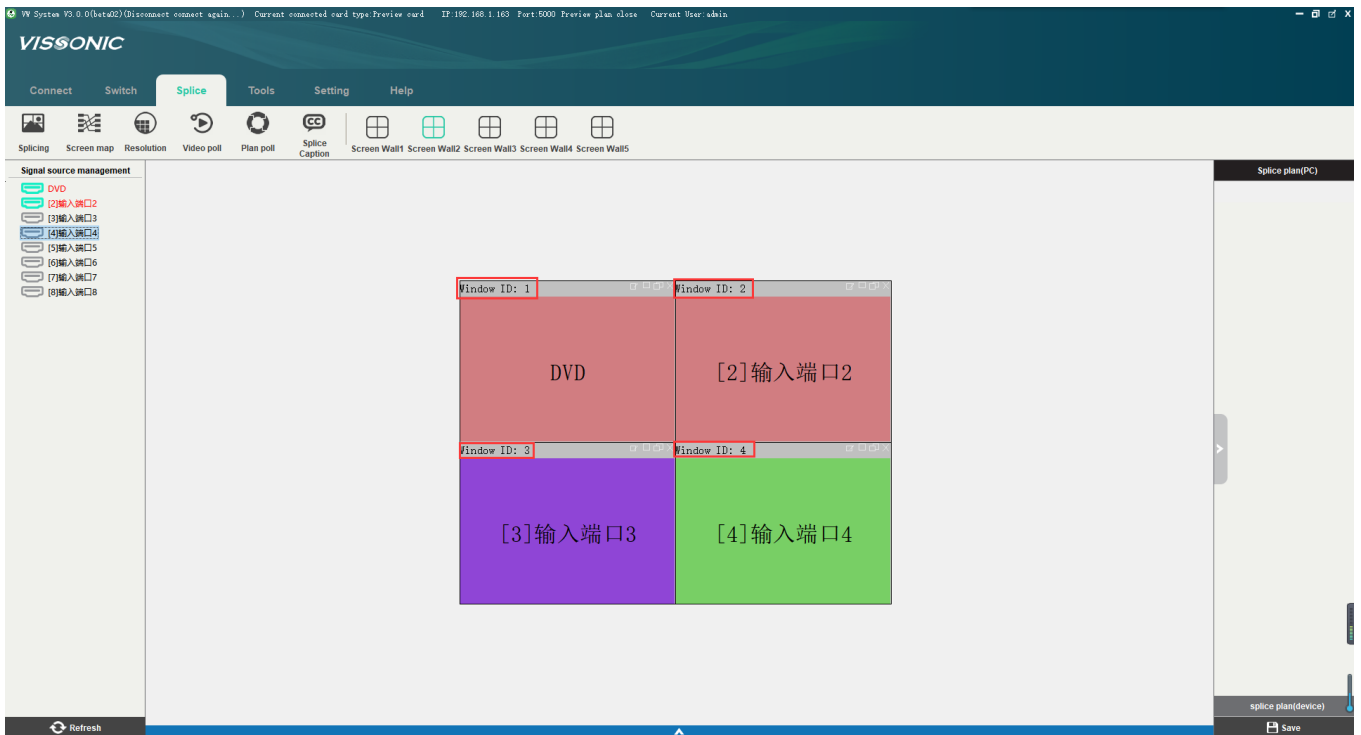 VW System V3.0.0(beta02)(Disconnect connect again...) Current connected card type:Preview card IP:192.168.1.163 Port:5000 Preview plan close Current User:admin
VISSONIC
Connect Switch Splice Tools Setting Help
Splicing Screen map Resolution Video poll Plan poll Splice Caption Screen Wall1 Screen Wall2 Screen Wall3 Screen Wall4 Screen Wall5
Signal source management
Splice plan(PC)
DVD
[2]输入端口2
[3]输入端口3
[4]输入端口4
[5]输入端口5
[6]输入端口6
[7]输入端口7
[8]输入端口8
Window ID: 1
Window ID: 2
DVD
[2]输入端口2
Window ID: 3
Window ID: 4
[3]输入端口3
[4]输入端口4
splice plan(device)
Refresh
Save